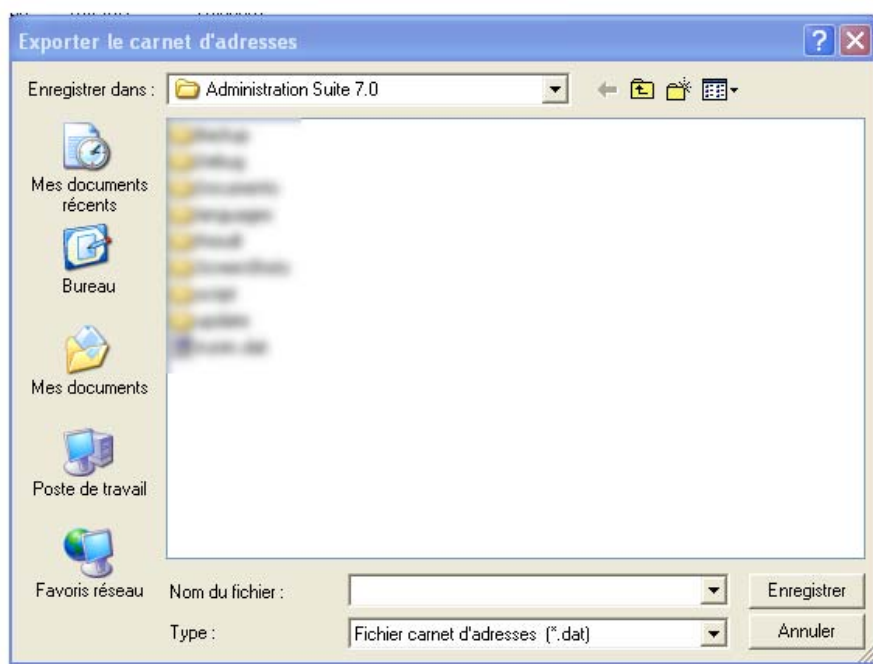 Exporter le carnet d'adresses
Enregistrer dans : Administration Suite 7.0
Mes documents récents
Bureau
Mes documents
Poste de travail
Favoris réseau
Nom du fichier : Enregistrer
Type : Fichier carnet d'adresses (*.dat) Annuler